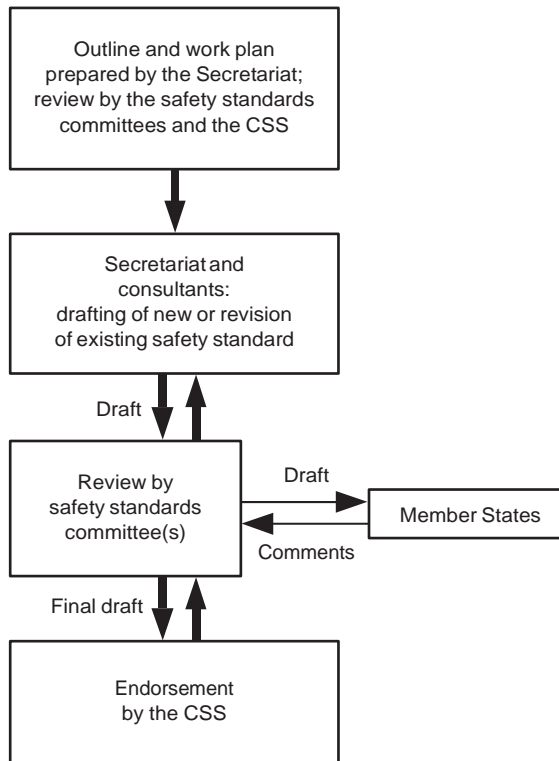 Outline and work plan
prepared by the Secretariat;
review by the safety standards
committees and the CSS
Secretariat and
consultants:
drafting of new or revision
of existing safety standard
Draft
Review by
safety standards
committee(s)
Draft
Member States
Comments
Final draft
Endorsement
by the CSS